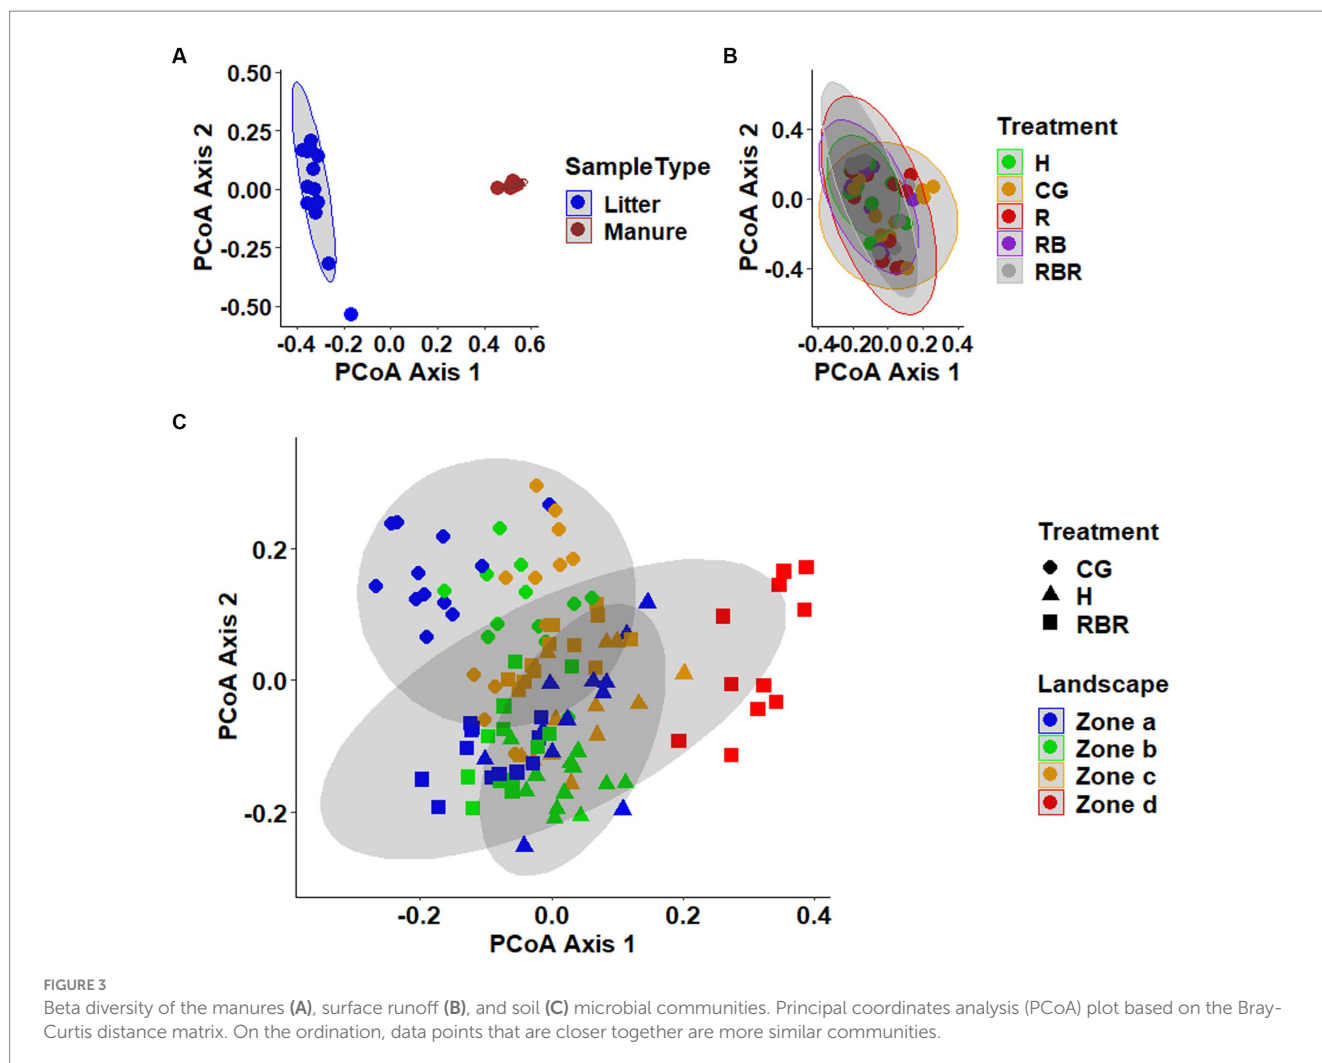 A
0.50
0.25
0.00
-0.25
-0.50
PCoA Axis 2
-0.4 -0.2 0.0 0.2 0.4 0.6
PCoA Axis 1
SampleType
Litter
Manure
B
0.4
0.0
-0.4
PCoA Axis 2
-0.4-0.20.0 0.2 0.4
PCoA Axis 1
Treatment
H
CG
R
RB
RBR
C
0.2
0.0
-0.2
PCoA Axis 2
-0.2 0.0 0.2 0.4
PCoA Axis 1
Treatment
CG
H
RBR
Landscape
Zone a
Zone b
Zone c
Zone d
FIGURE 3
Beta diversity of the manures (A), surface runoff (B), and soil (C) microbial communities. Principal coordinates analysis (PCoA) plot based on the Bray-
Curtis distance matrix. On the ordination, data points that are closer together are more similar communities.